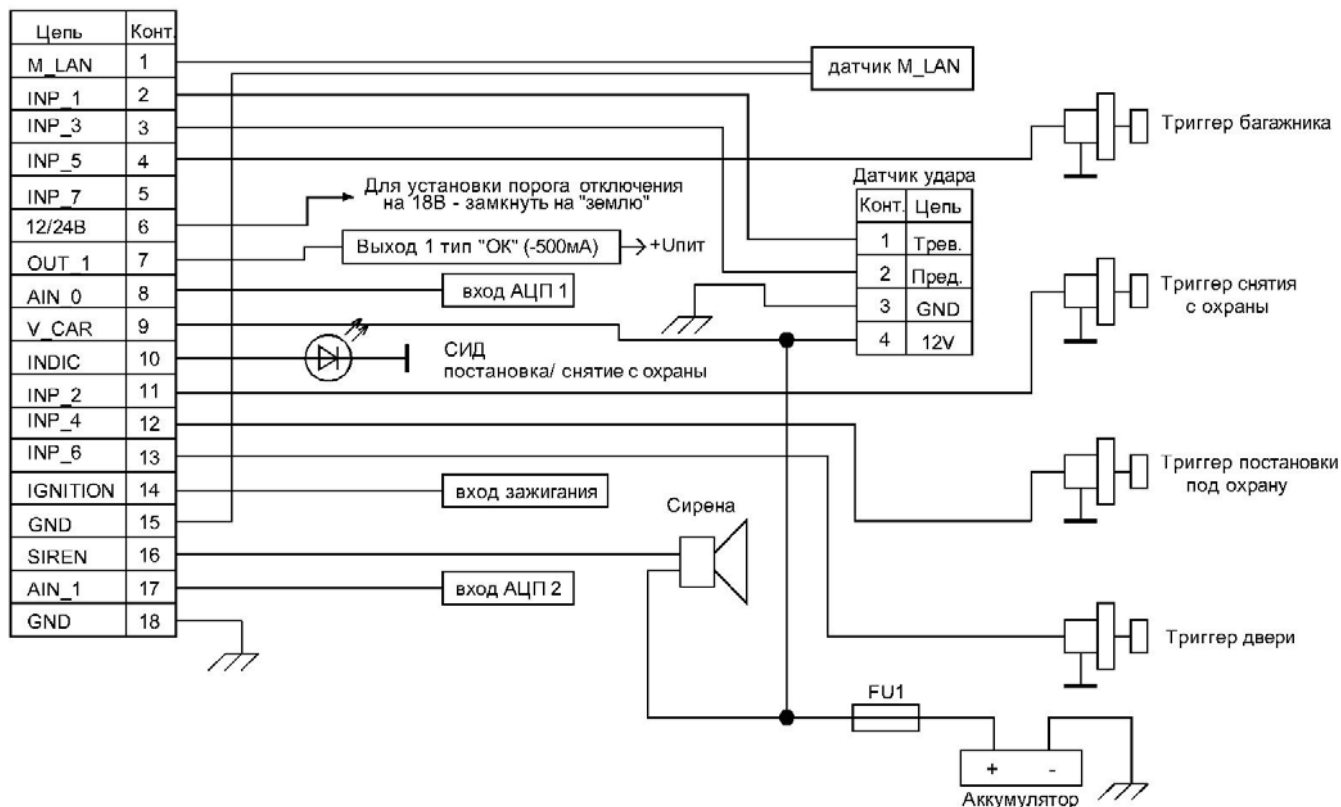 Цепь Конт.
M_LAN 1
INP_1 2
INP_3 3
INP_5 4
INP_7 5
12/24В 6
OUT_1 7
AIN_0 8
V_CAR 9
INDIC 10
INP_2 11
INP_4 12
INP_6 13
IGNITION 14
GND 15
SIREN 16
AIN_1 17
GND 18
датчик M_LAN
Триггер багажника
Для установки порога отключения
на 18В - замкнуть на "землю"
Выход 1 тип "ОК" (-500мА)
+Uпит
вход АЦП 1
СИД
постановка/ снятие с охраны
Датчик удара
Конт. Цепь
1 Трев.
2 Пред.
3 GND
4 12V
Триггер снятия
с охраны
вход зажигания
Сирена
Триггер постановки
под охрану
вход АЦП 2
Триггер двери
FU1
+ -
Аккумулятор